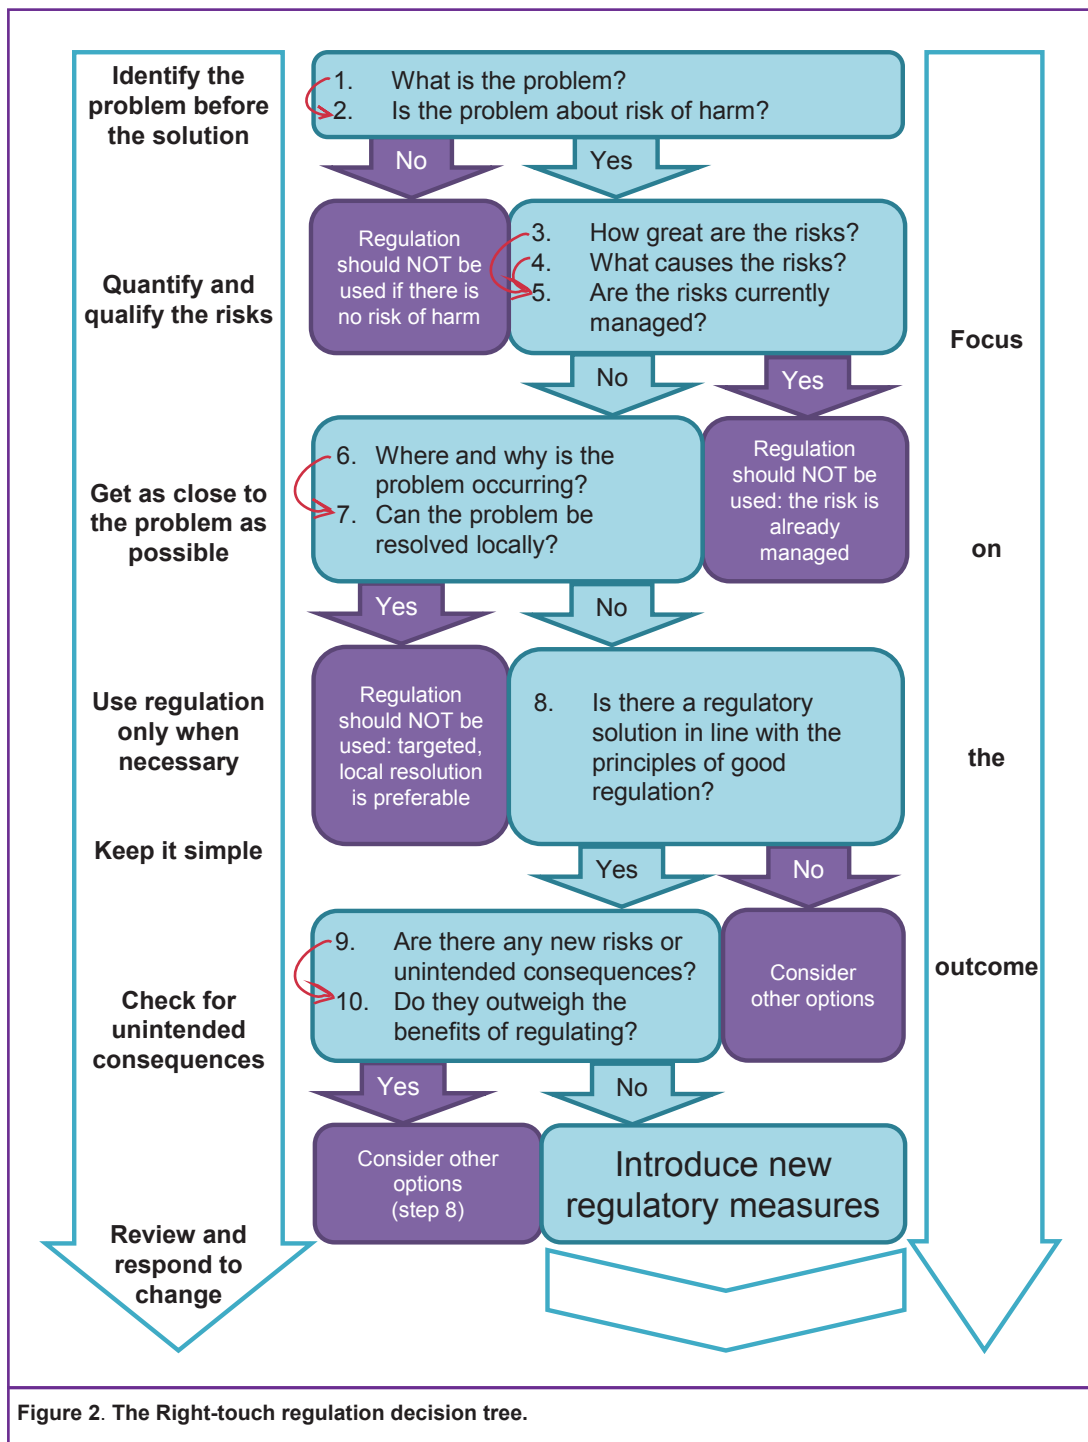 Identify the
problem before
the solution
1. What is the problem?
2. Is the problem about risk of harm?
No
Yes
Quantify and
qualify the risks
Regulation
should NOT be
used if there is
no risk of harm
3. How great are the risks?
4. What causes the risks?
5. Are the risks currently
managed?
No
Yes
Get as close to
the problem as
possible
6. Where and why is the
problem occurring?
7. Can the problem be
resolved locally?
Regulation
should NOT be
used: the risk is
already
managed
Yes
No
Use regulation
only when
necessary
Regulation
should NOT be
used: targeted,
local resolution
is preferable
8. Is there a regulatory
solution in line with the
principles of good
regulation?
Keep it simple
Yes
No
Check for
unintended
consequences
9. Are there any new risks or
unintended consequences?
10. Do they outweigh the
benefits of regulating?
Consider
other options
Yes
No
Review and
respond to
change
Consider other
options
(step 8)
Introduce new
regulatory measures
Focus
on
the
outcome
Figure 2. The Right-touch regulation decision tree.